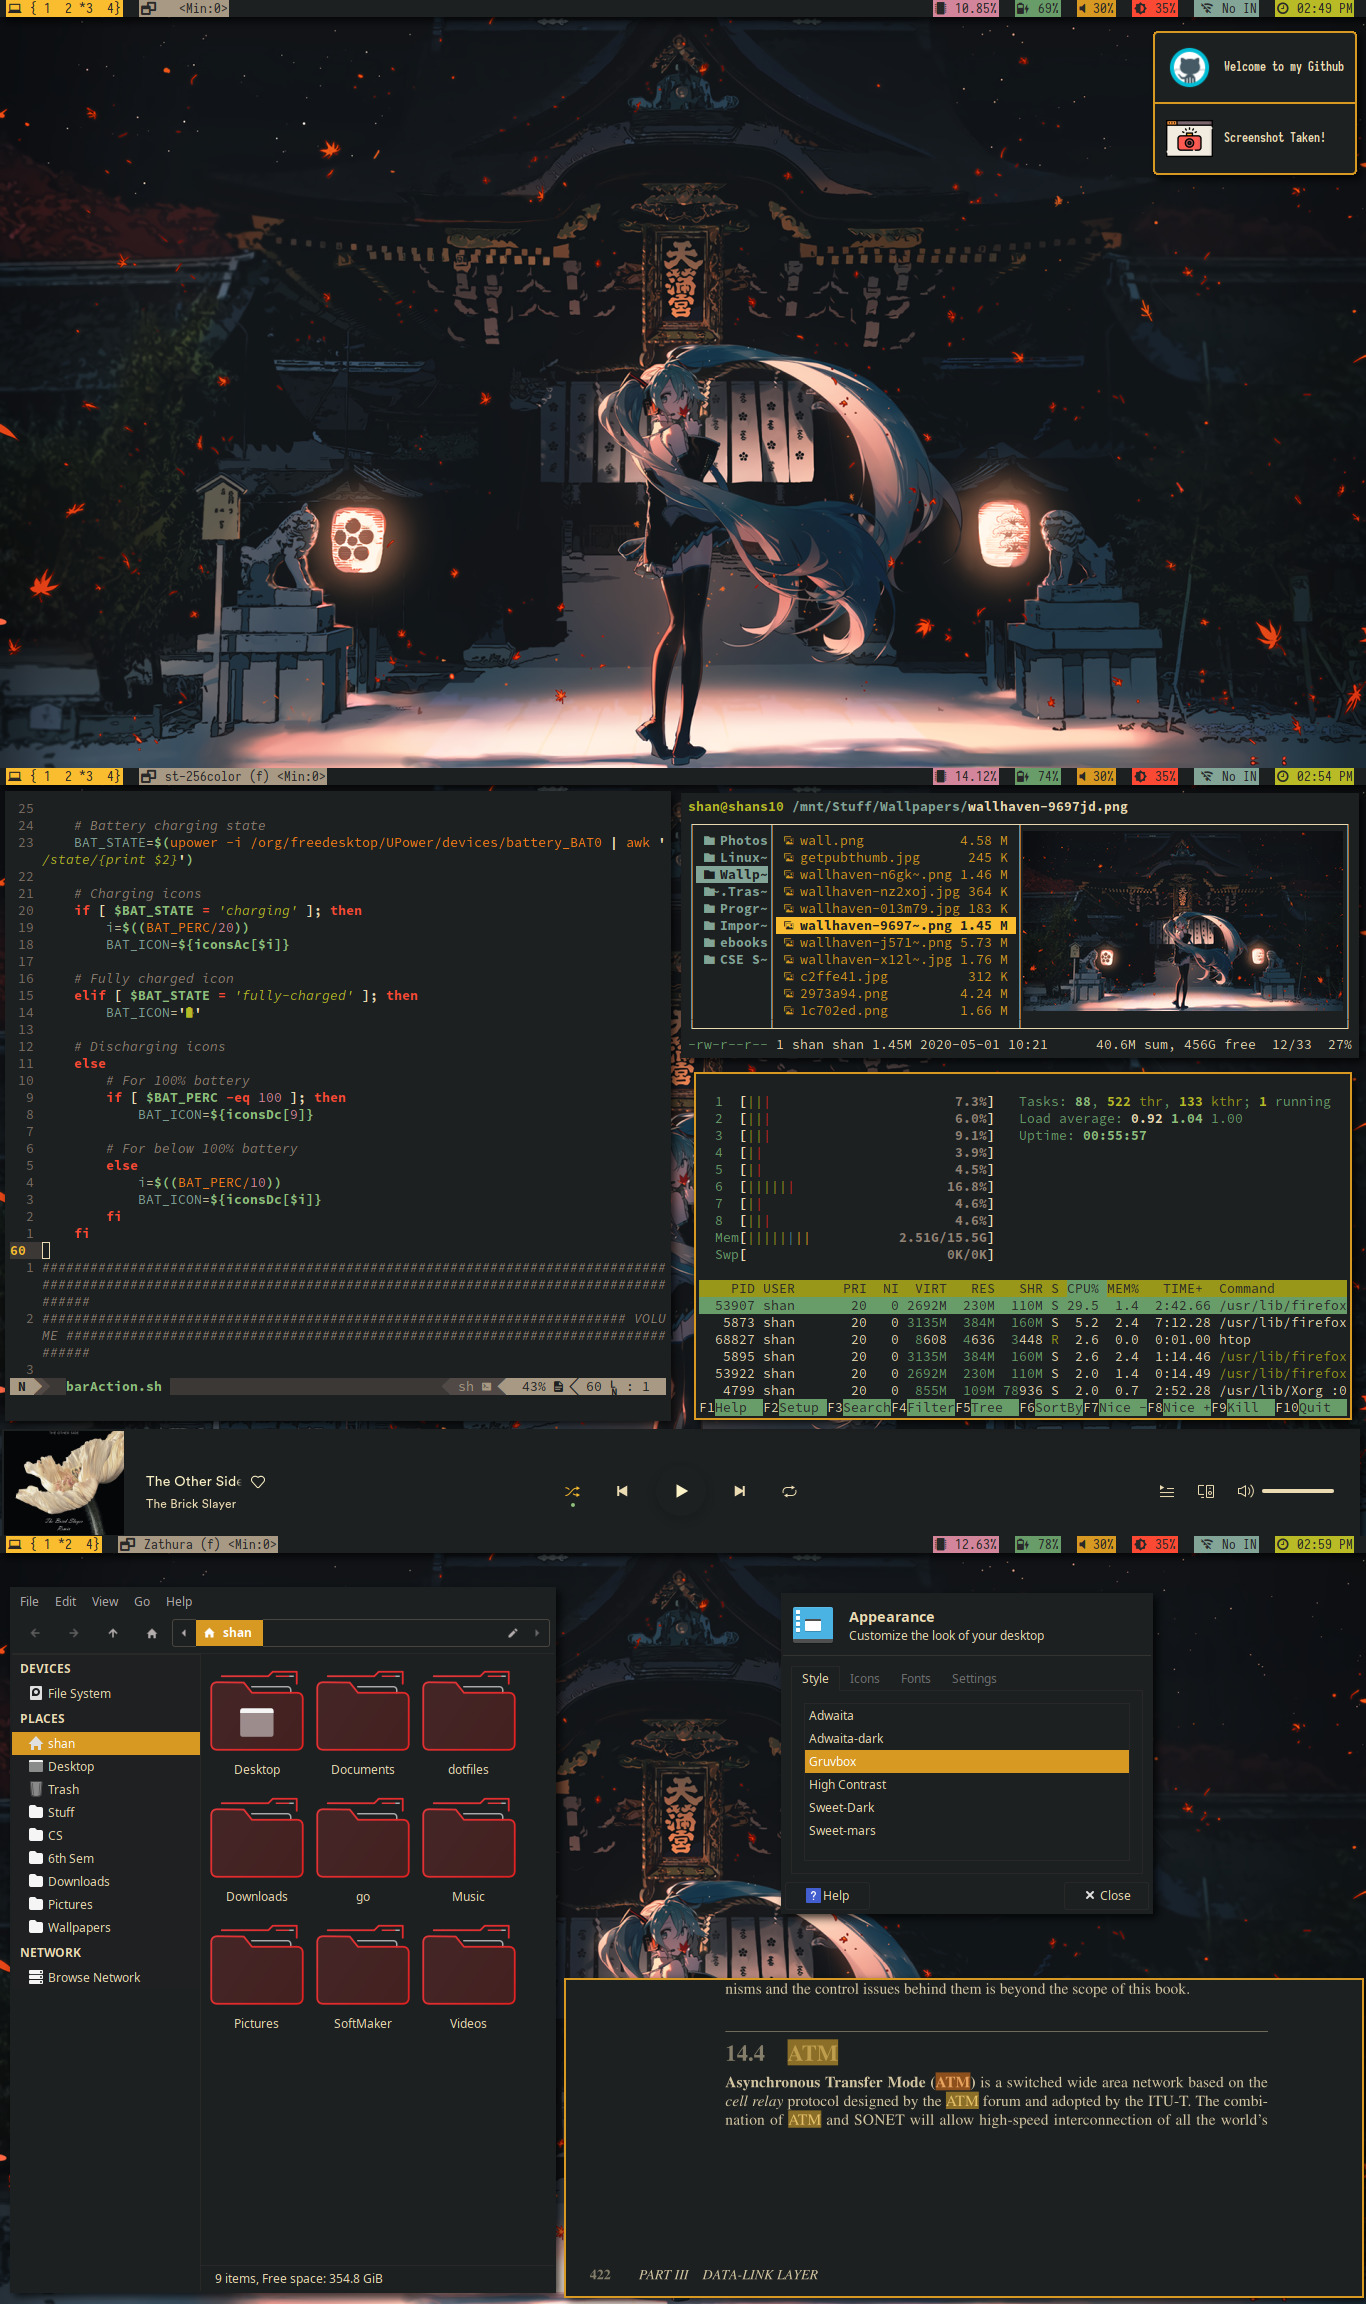 { 1  2 *3  4}
<Min:0>
10.85%
69%
30%
35%
No IN
02:49 PM
Welcome to my Github
Screenshot Taken!
天満宮
{ 1  2 *3  4}
st-256color (f) <Min:0>
14.12%
74%
30%
35%
No IN
02:54 PM
25
24     # Battery charging state
23     BAT_STATE=$(upower -i /org/freedesktop/UPower/devices/battery_BAT0 | awk '
/state/{print $2}')
22
21     # Charging icons
20     if [ $BAT_STATE = 'charging' ]; then
19         i=$((BAT_PERC/20))
18         BAT_ICON=${iconsAc[$i]}
17
16     # Fully charged icon
15     elif [ $BAT_STATE = 'fully-charged' ]; then
14         BAT_ICON=' '
13
12     # Discharging icons
11     else
10         # For 100% battery
9         if [ $BAT_PERC -eq 100 ]; then
8             BAT_ICON=${iconsDc[9]}
7
6         # For below 100% battery
5         else
4             i=$((BAT_PERC/10))
3             BAT_ICON=${iconsDc[$i]}
2         fi
1     fi
60
1 ##############################################################################
##############################################################################
######
2 ######################################################################### VOLU
ME ###########################################################################
######
3
N barAction.sh sh 43% 60 : 1
shan@shans10 /mnt/Stuff/Wallpapers/wallhaven-9697jd.png
Photos wall.png 4.58 M
Linux~ getpubthumb.jpg 245 K
Wallp~ wallhaven-n6gk~.png 1.46 M
~.Tras~ wallhaven-nz2xoj.jpg 364 K
Progr~ wallhaven-013m79.jpg 183 K
Impor~ wallhaven-9697~.png 1.45 M
ebooks wallhaven-j571~.png 5.73 M
CSE S~ wallhaven-x12l~.jpg 1.76 M
c2ffe41.jpg 312 K
2973a94.png 4.24 M
1c702ed.png 1.66 M
-rw-r--r-- 1 shan shan 1.45M 2020-05-01 10:21 40.6M sum, 456G free 12/33 27%
1 [||| 7.3%] Tasks: 88, 522 thr, 133 kthr; 1 running
2 [||| 6.0%] Load average: 0.92 1.04 1.00
3 [||| 9.1%] Uptime: 00:55:57
4 [|| 3.9%]
5 [|| 4.5%]
6 [|||||| 16.8%]
7 [|| 4.6%]
8 [||| 4.6%]
Mem[|||||||| 2.51G/15.5G]
Swp[ 0K/0K]
PID USER PRI NI VIRT RES SHR S CPU% MEM% TIME+ Command
53907 shan 20 0 2692M 230M 110M S 29.5 1.4 2:42.66 /usr/lib/firefox
5873 shan 20 0 3135M 384M 160M S 5.2 2.4 7:12.28 /usr/lib/firefox
68827 shan 20 0 8608 4636 3448 R 2.6 0.0 0:01.00 htop
5895 shan 20 0 3135M 384M 160M S 2.6 2.4 1:14.46 /usr/lib/firefox
53922 shan 20 0 2692M 230M 110M S 2.0 1.4 0:14.49 /usr/lib/firefox
4799 shan 20 0 855M 109M 78936 S 2.0 0.7 2:52.28 /usr/lib/Xorg :0
F1Help F2Setup F3SearchF4FilterF5Tree F6SortByF7Nice -F8Nice +F9Kill F10Quit
The Other Side
The Brick Slayer
{ 1 *2  4}
Zathura (f) <Min:0>
12.63%
78%
30%
35%
No IN
02:59 PM
File Edit View Go Help
shan
DEVICES
File System
PLACES
shan
Desktop
Trash
Stuff
CS
6th Sem
Downloads
Pictures
Wallpapers
NETWORK
Browse Network
Desktop Documents dotfiles
Downloads go Music
Pictures SoftMaker Videos
9 items, Free space: 354.8 GiB
Appearance
Customize the look of your desktop
Style Icons Fonts Settings
Adwaita
Adwaita-dark
Gruvbox
High Contrast
Sweet-Dark
Sweet-mars
Help
Close
天満宮
nisms and the control issues behind them is beyond the scope of this book.
14.4 ATM
Asynchronous Transfer Mode (ATM) is a switched wide area network based on the
cell relay protocol designed by the ATM forum and adopted by the ITU-T. The combi-
nation of ATM and SONET will allow high-speed interconnection of all the world's
422 PART III DATA-LINK LAYER